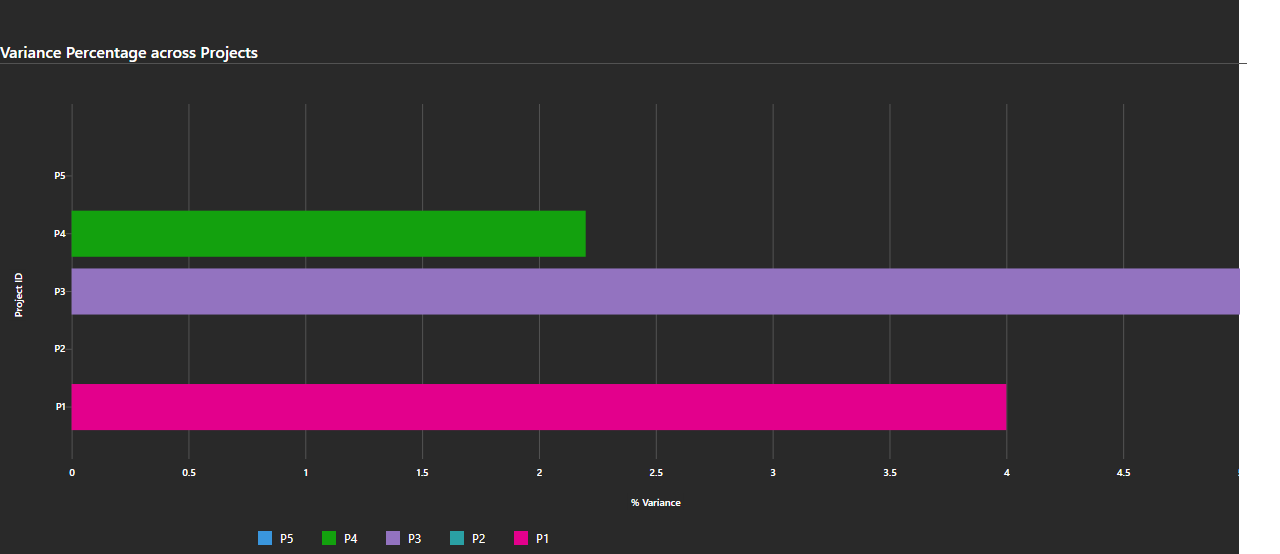 Variance Percentage across Projects
P5
P4
P3
P2
P1
Project ID
0 0.5 1 1.5 2 2.5 3 3.5 4 4.5
% Variance
P5 P4 P3 P2 P1